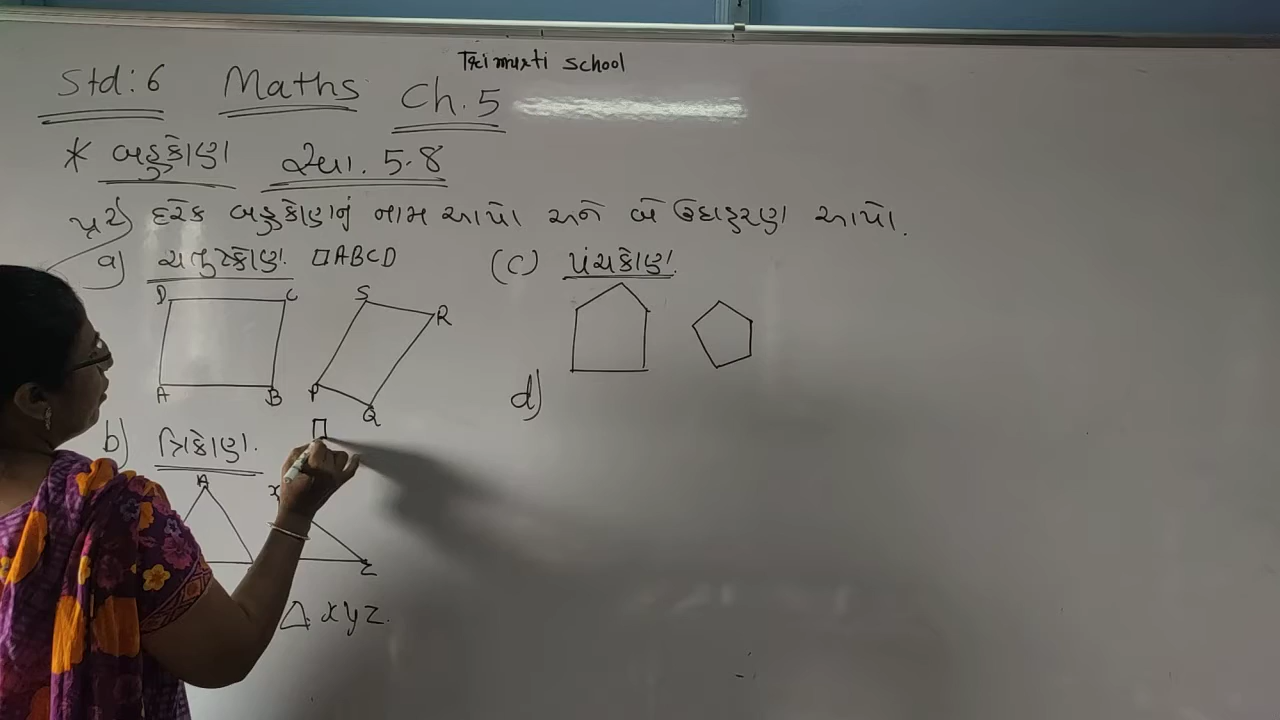 Trimurti school
Std: 6 Maths Ch. 5
* બહુકોણ સ્વા. 5.8
પ્ર2) દરેક બહુકોણનું નામ આપો અને બે ઉદાહરણ આપો.
a) ચતુષ્કોણ. □ABCD
D C
A B
S R
P Q
□
b) ત્રિકોણ.
A
x
Z
△ xyz.
(c) પંચકોણ.
d)